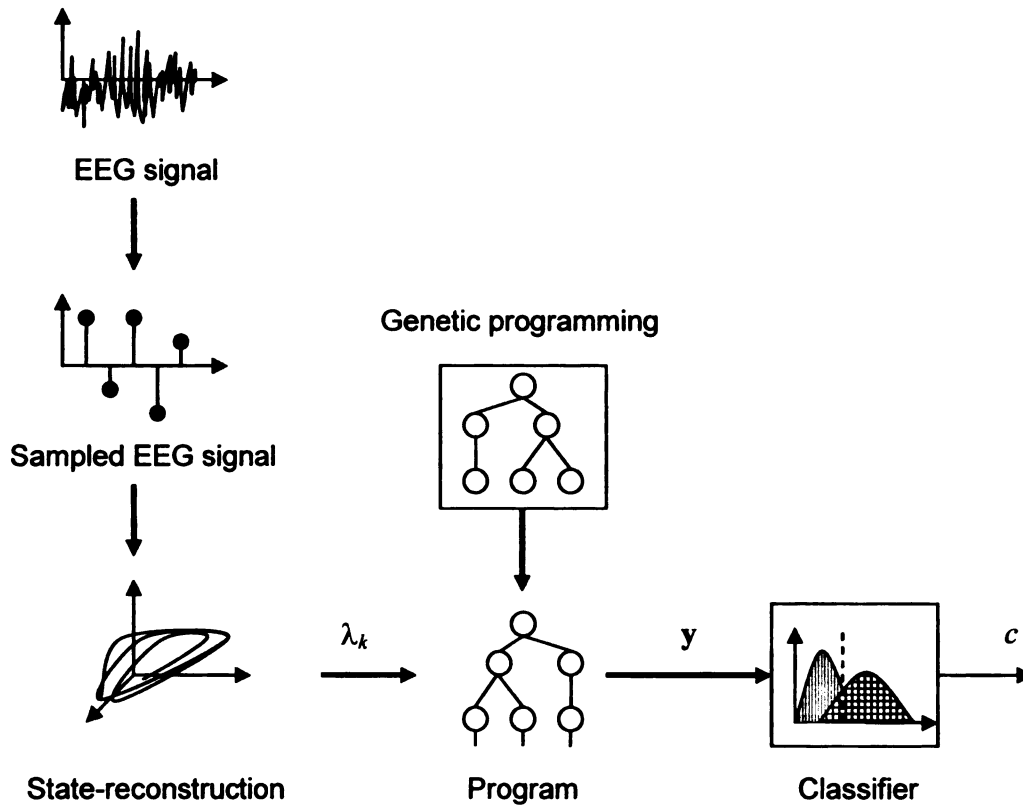 EEG signal
Sampled EEG signal
Genetic programming
λk
y
c
State-reconstruction
Program
Classifier